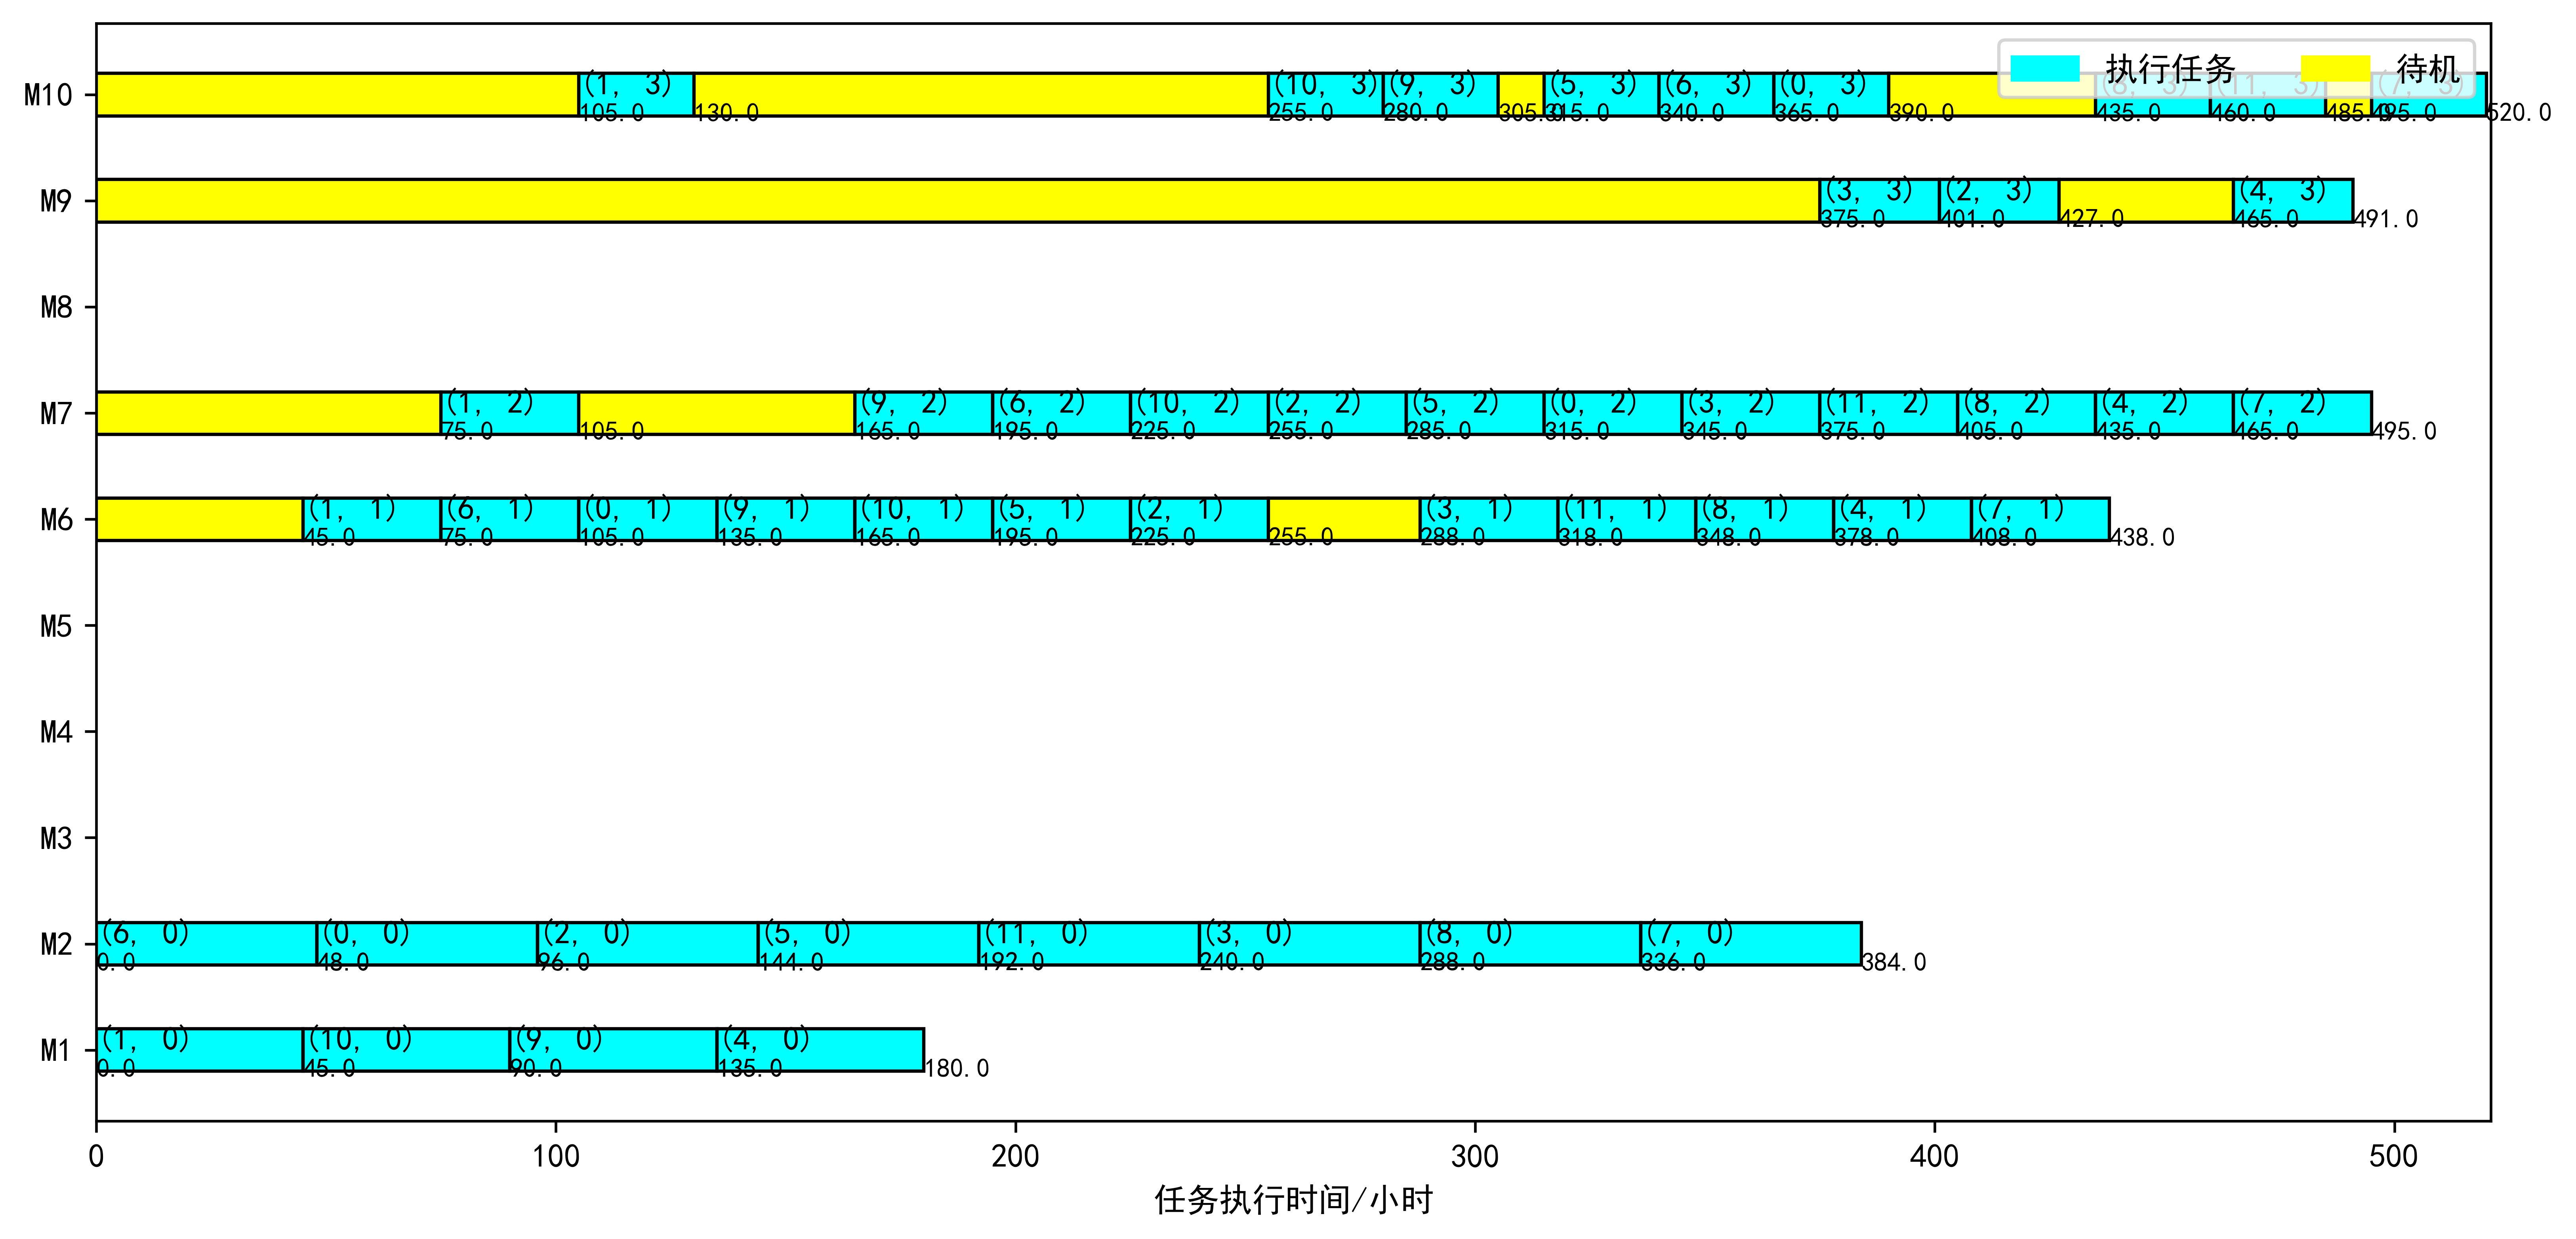 执行任务 待机
M10 (1, 3) (10, 3) (9, 3) (5, 3) (6, 3) (0, 3) (8, 3) (11, 3) (7, 3)
105.0 130.0 255.0 280.0 305.0 315.0 340.0 365.0 390.0 435.0 460.0 485.0 495.0 520.0
M9 (3, 3) (2, 3) (4, 3)
375.0 401.0 427.0 465.0 491.0
M8
M7 (1, 2) (9, 2) (6, 2) (10, 2) (2, 2) (5, 2) (0, 2) (3, 2) (11, 2) (8, 2) (4, 2) (7, 2)
75.0 105.0 165.0 195.0 225.0 255.0 285.0 315.0 345.0 375.0 405.0 435.0 465.0 495.0
M6 (1, 1) (6, 1) (0, 1) (9, 1) (10, 1) (5, 1) (2, 1) (3, 1) (11, 1) (8, 1) (4, 1) (7, 1)
45.0 75.0 105.0 135.0 165.0 195.0 225.0 255.0 288.0 318.0 348.0 378.0 408.0 438.0
M5
M4
M3
M2 (6, 0) (0, 0) (2, 0) (5, 0) (11, 0) (3, 0) (8, 0) (7, 0)
0.0 48.0 96.0 144.0 192.0 240.0 288.0 336.0 384.0
M1 (1, 0) (10, 0) (9, 0) (4, 0)
0.0 45.0 90.0 135.0 180.0
0 100 200 300 400 500
任务执行时间/小时